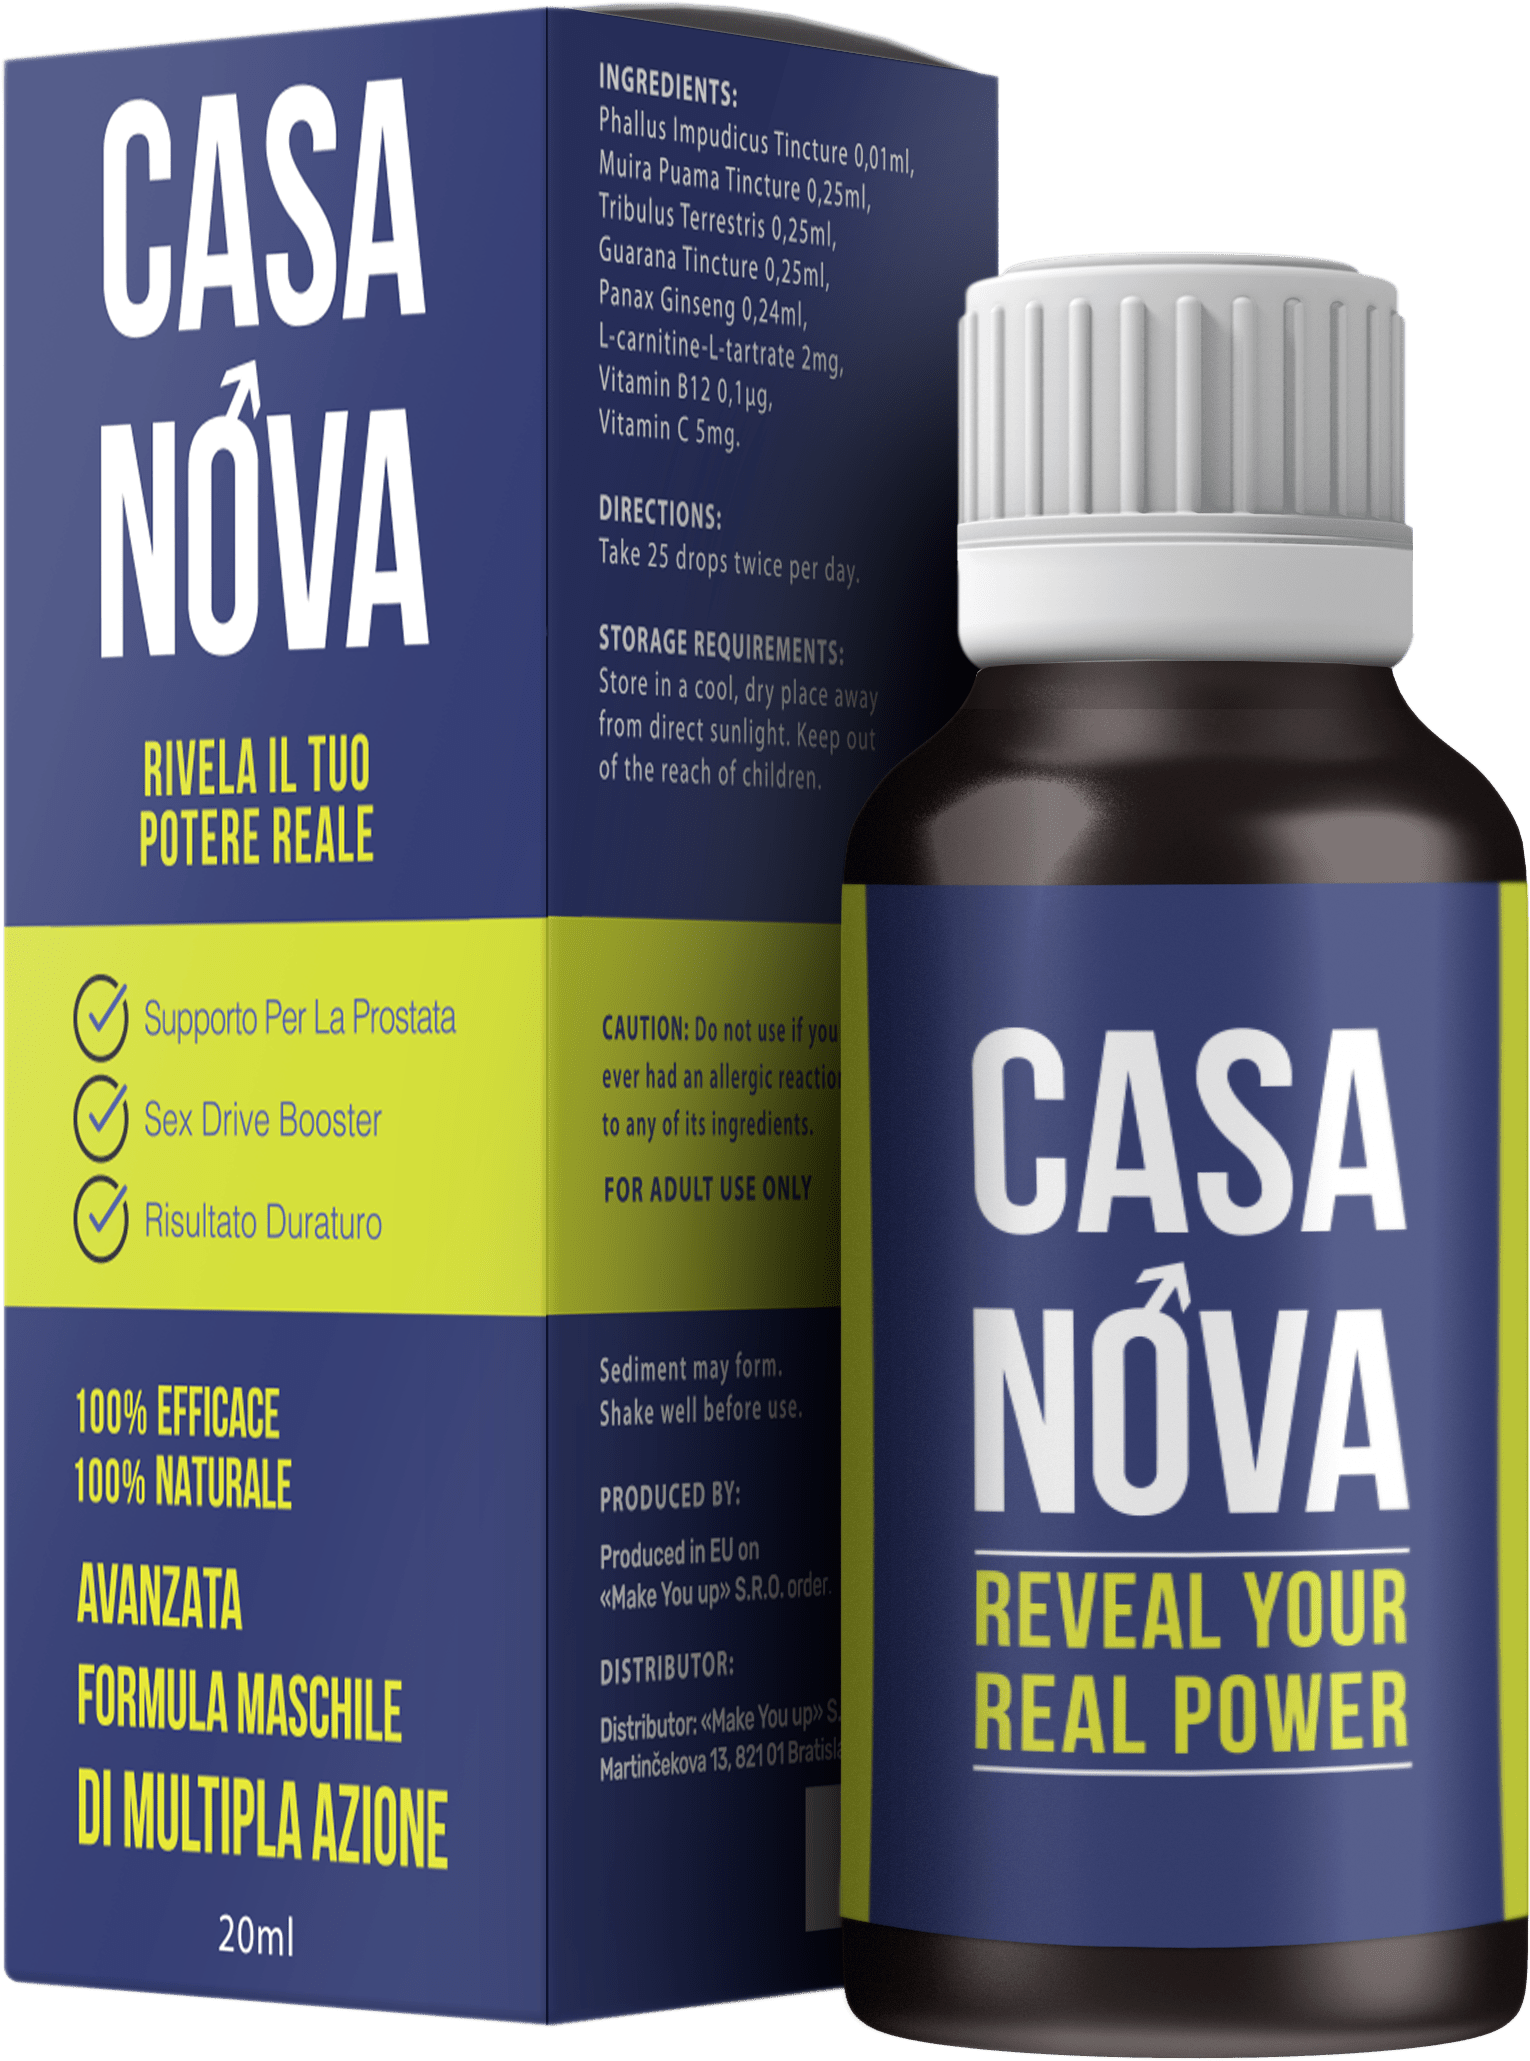 CASA
NOVA
RIVELA IL TUO
POTERE REALE
Supporto Per La Prostata
Sex Drive Booster
Risultato Duraturo
100% EFFICACE
100% NATURALE
AVANZATA
FORMULA MASCHILE
DI MULTIPLA AZIONE
20ml
INGREDIENTS:
Phallus Impudicus Tincture 0,01ml,
Muira Puama Tincture 0,25ml,
Tribulus Terrestris 0,25ml,
Guarana Tincture 0,25ml,
Panax Ginseng 0,24ml,
L-carnitine-L-tartrate 2mg,
Vitamin B12 0,1µg,
Vitamin C 5mg.
DIRECTIONS:
Take 25 drops twice per day.
STORAGE REQUIREMENTS:
Store in a cool, dry place away
from direct sunlight. Keep out
of the reach of children.
CAUTION: Do not use if you
ever had an allergic reaction
to any of its ingredients.
FOR ADULT USE ONLY
Sediment may form.
Shake well before use.
PRODUCED BY:
Produced in EU on
«Make You up» S.R.O. order.
DISTRIBUTOR:
Distributor: «Make You up» S.
Martinčekova 13, 821 01
CASA
NOVA
REVEAL YOUR
REAL POWER